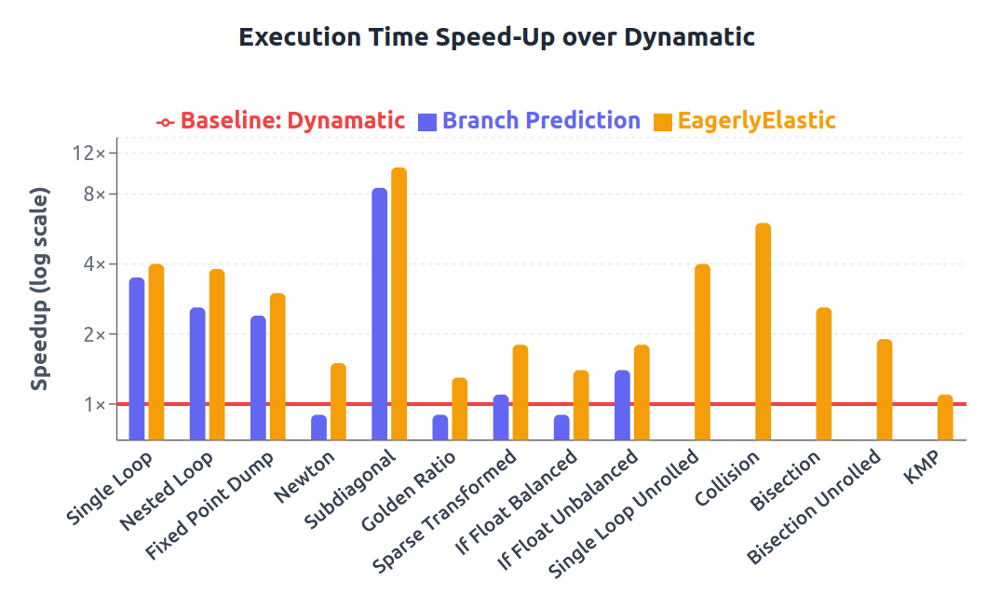 Execution Time Speed-Up over Dynamatic
Baseline: Dynamatic Branch Prediction EagerlyElastic
Speedup (log scale)
12×
8×
4×
2×
1×
Single Loop
Nested Loop
Fixed Point Dump
Newton
Subdiagonal
Golden Ratio
Sparse Transformed
If Float Balanced
If Float Unbalanced
Single Loop Unrolled
Collision
Bisection
Bisection Unrolled
KMP